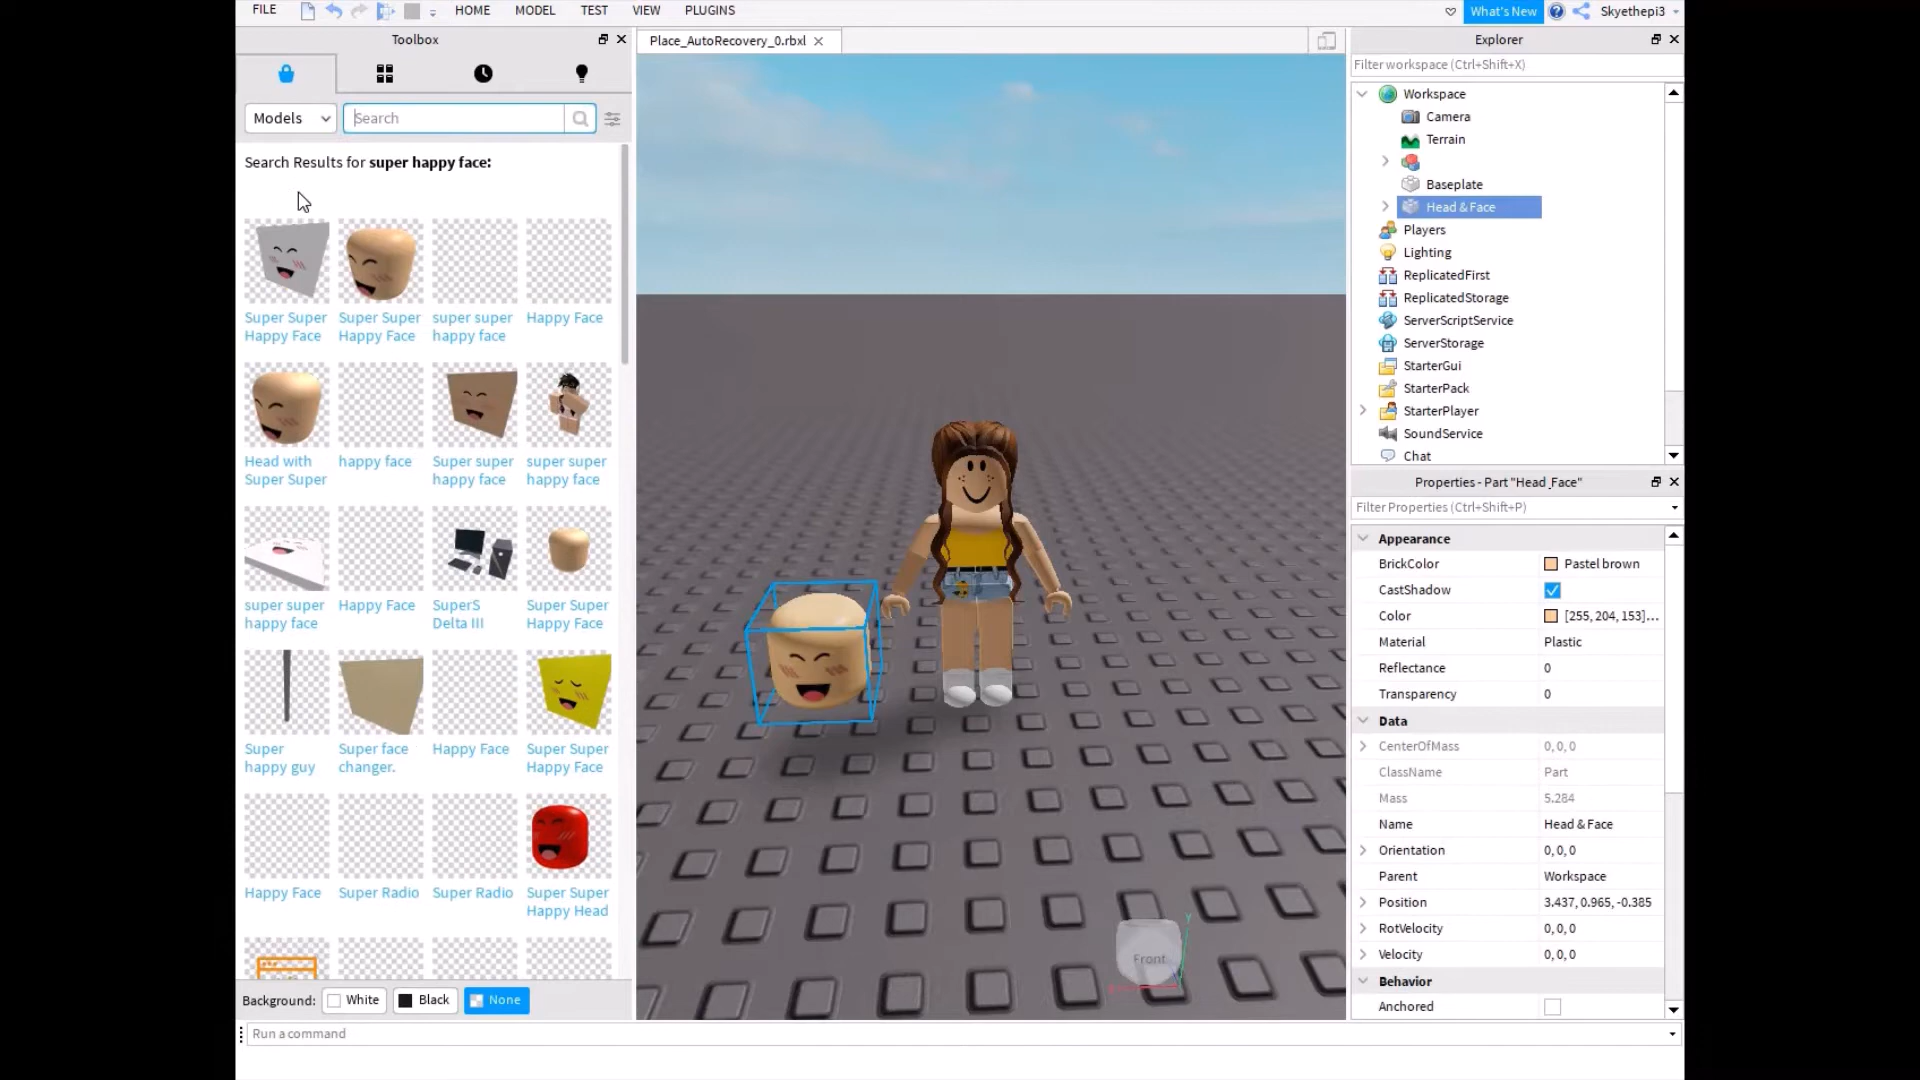 FILE
HOME
MODEL
TEST
VIEW
PLUGINS
What's New
Skyethepi3
Toolbox
Models
Search
Search Results for super happy face:
Super Super
Happy Face
Super Super
Happy Face
super super
happy face
Happy Face
Head with
Super Super
happy face
Super super
happy face
super super
happy face
super super
happy face
Happy Face
SuperS
Delta III
Super Super
Happy Face
Super
happy guy
Super face
changer.
Happy Face
Super Super
Happy Face
Happy Face
Super Radio
Super Radio
Super Super
Happy Head
Background:
White
Black
None
Run a command
Place_AutoRecovery_0.rbxl
Front
Explorer
Filter workspace (Ctrl+Shift+X)
Workspace
Camera
Terrain
Baseplate
Head & Face
Players
Lighting
ReplicatedFirst
ReplicatedStorage
ServerScriptService
ServerStorage
StarterGui
StarterPack
StarterPlayer
SoundService
Chat
Properties - Part "Head_Face"
Filter Properties (Ctrl+Shift+P)
Appearance
BrickColor Pastel brown
CastShadow
Color [255, 204, 153]...
Material Plastic
Reflectance 0
Transparency 0
Data
CenterOfMass 0, 0, 0
ClassName Part
Mass 5.284
Name Head & Face
Orientation 0, 0, 0
Parent Workspace
Position 3.437, 0.965, -0.385
RotVelocity 0, 0, 0
Velocity 0, 0, 0
Behavior
Anchored